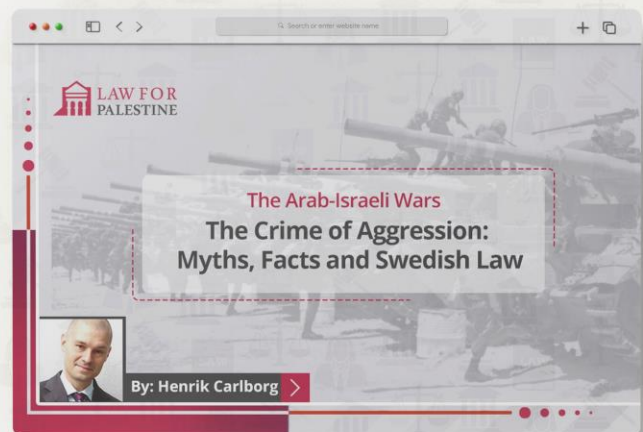 Search or enter website name
LAW FOR
PALESTINE
The Arab-Israeli Wars
The Crime of Aggression:
Myths, Facts and Swedish Law
By: Henrik Carlborg